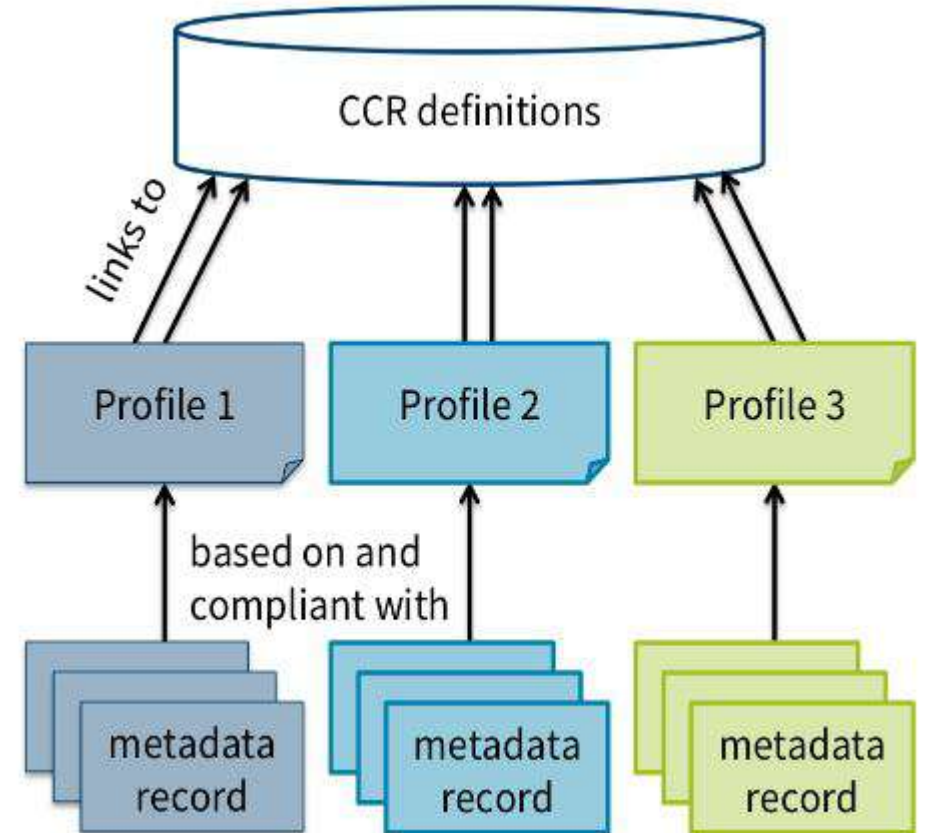 CCR definitions
links to
Profile 1
Profile 2
Profile 3
based on and
compliant with
metadata
record
metadata
record
metadata
record